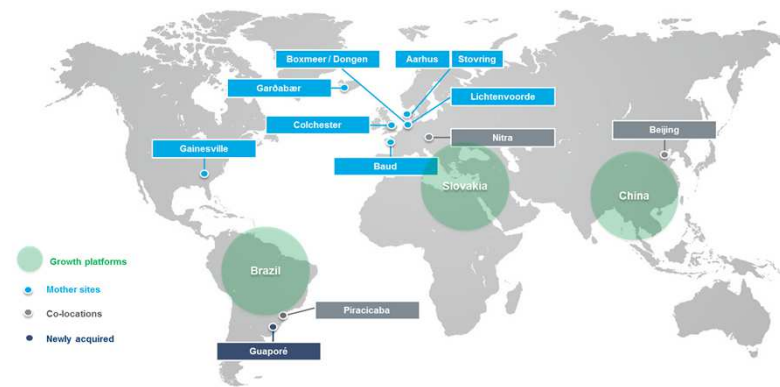 Boxmeer / Dongen
Aarhus
Stovring
Garðabær
Lichtenvoorde
Colchester
Nitra
Beijing
Gainesville
Baud
Slovakia
China
Growth platforms
Brazil
Mother sites
Co-locations
Piracicaba
Newly acquired
Guaporé